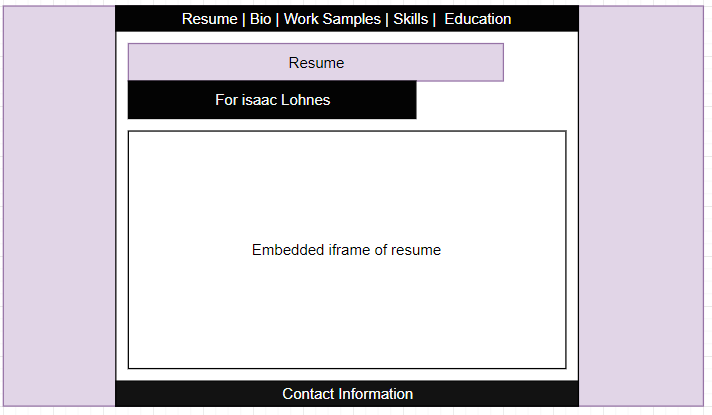 Resume | Bio | Work Samples | Skills |  Education
Resume
For isaac Lohnes
Embedded iframe of resume
Contact Information